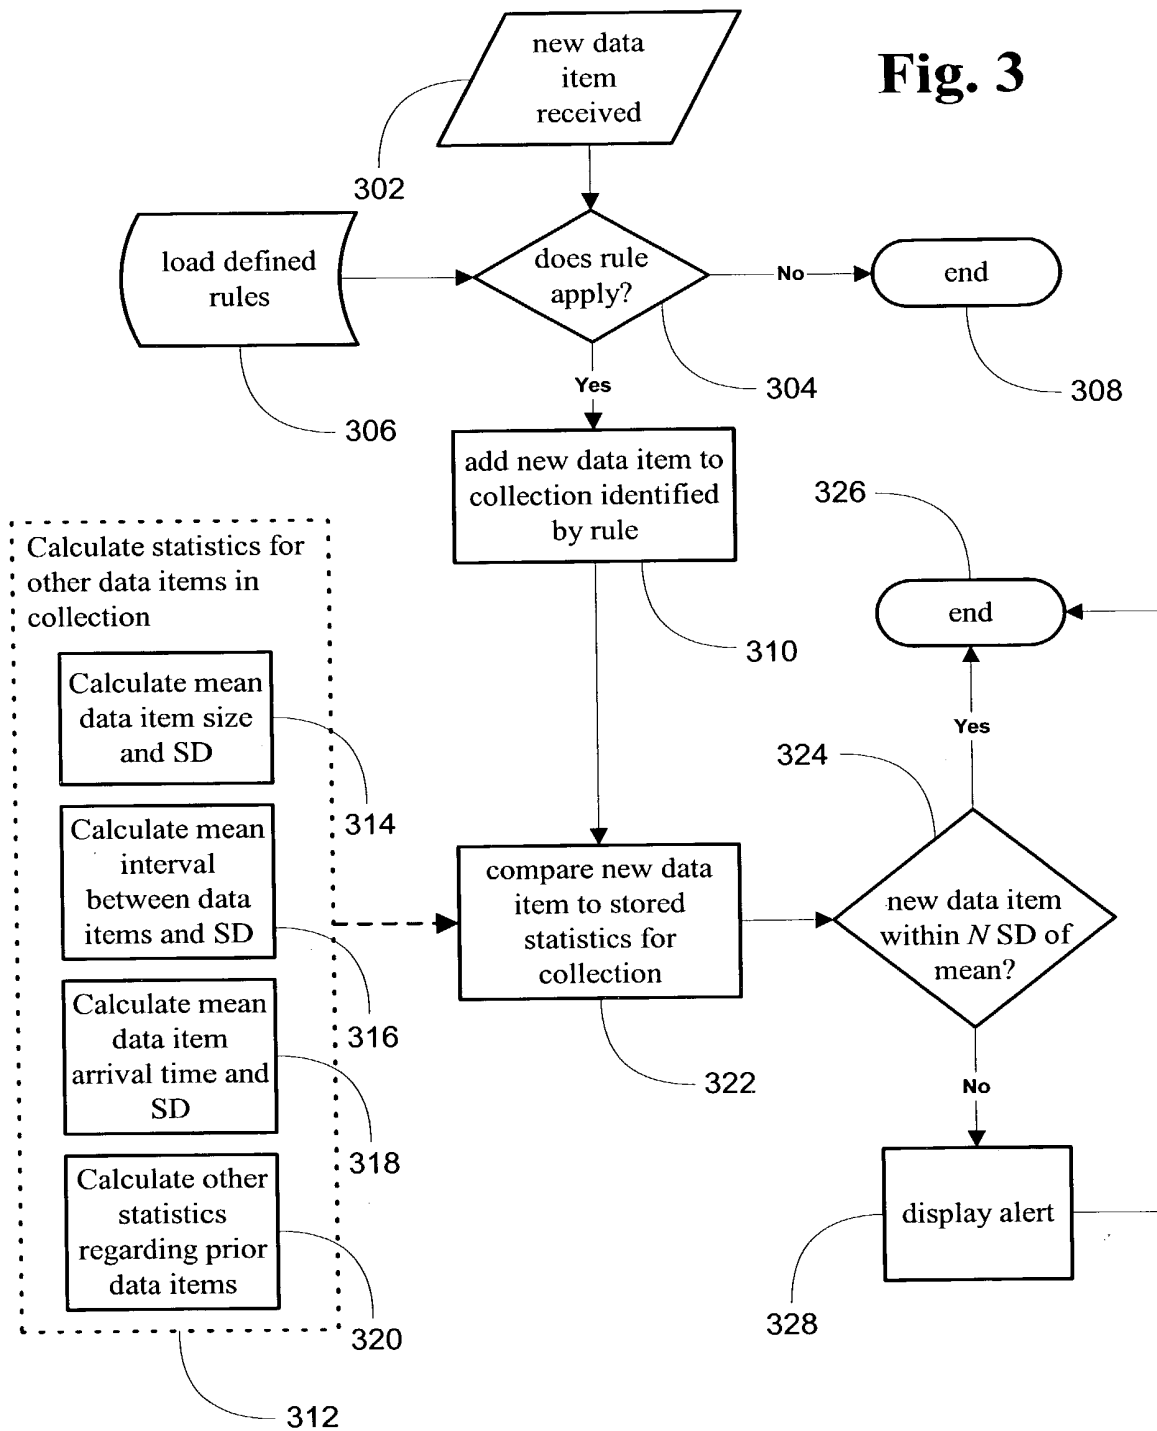 new data
item
received
Fig. 3
302
load defined
rules
does rule
apply?
No
end
304
308
306
Yes
add new data item to
collection identified
by rule
310
326
end
Calculate statistics for
other data items in
collection
Calculate mean
data item size
and SD
314
Calculate mean
interval
between data
items and SD
316
Calculate mean
data item
arrival time and
SD
318
Calculate other
statistics
regarding prior
data items
320
312
compare new data
item to stored
statistics for
collection
322
Yes
324
new data item
within N SD of
mean?
No
display alert
328